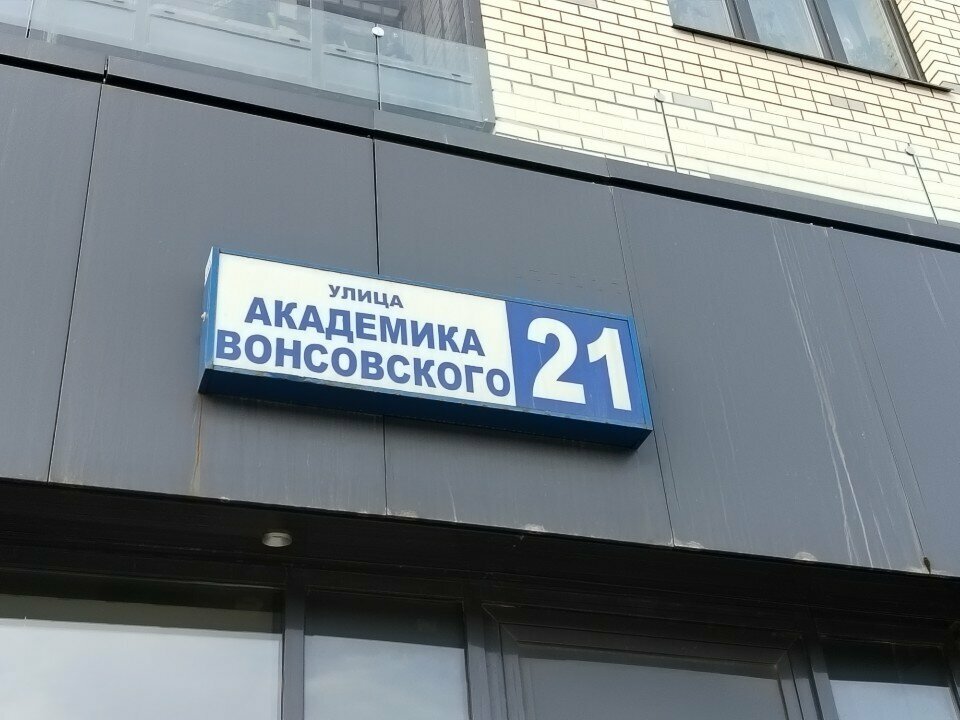 УЛИЦА
АКАДЕМИКА
ВОНСОВСКОГО
21